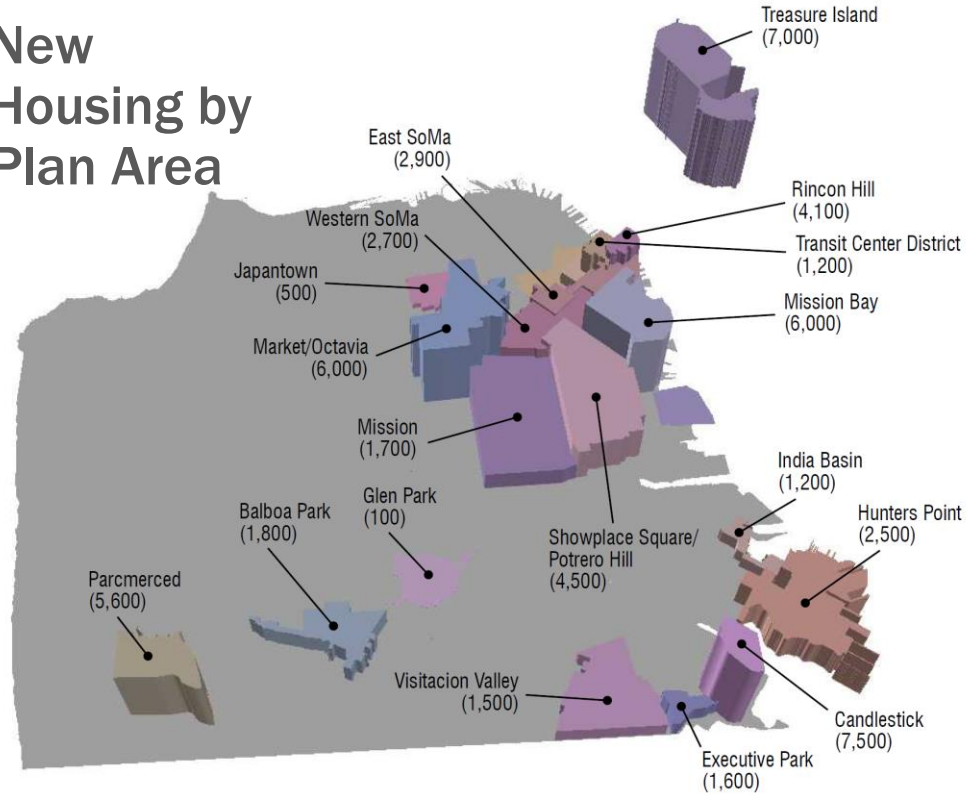 New
Housing by
Plan Area
Treasure Island
(7,000)
East SoMa
(2,900)
Rincon Hill
(4,100)
Western SoMa
(2,700)
Transit Center District
(1,200)
Japantown
(500)
Mission Bay
(6,000)
Market/Octavia
(6,000)
Mission
(1,700)
India Basin
(1,200)
Glen Park
(100)
Balboa Park
(1,800)
Hunters Point
(2,500)
Showplace Square/
Potrero Hill
(4,500)
Parcmerced
(5,600)
Visitacion Valley
(1,500)
Candlestick
(7,500)
Executive Park
(1,600)